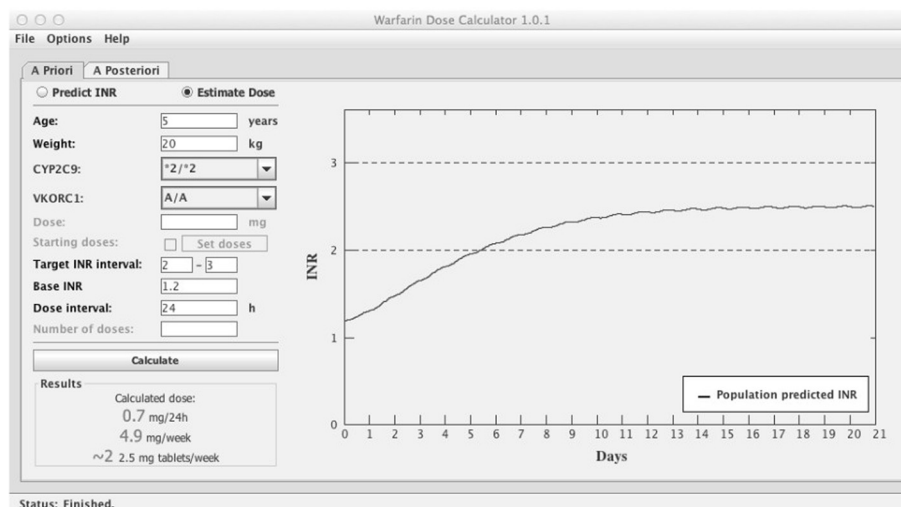 Warfarin Dose Calculator 1.0.1
File Options Help
A Priori A Posteriori
Predict INR Estimate Dose
Age: 5 years
Weight: 20 kg
CYP2C9: *2/*2
VKORC1: A/A
Dose: mg
Starting doses: Set doses
Target INR interval: 2 - 3
Base INR 1.2
Dose interval: 24 h
Number of doses:
Calculate
Results
Calculated dose:
0.7 mg/24h
4.9 mg/week
~2 2.5 mg tablets/week
INR
3
2
1
0
Population predicted INR
0 1 2 3 4 5 6 7 8 9 10 11 12 13 14 15 16 17 18 19 20 21
Days
Status: Finished.